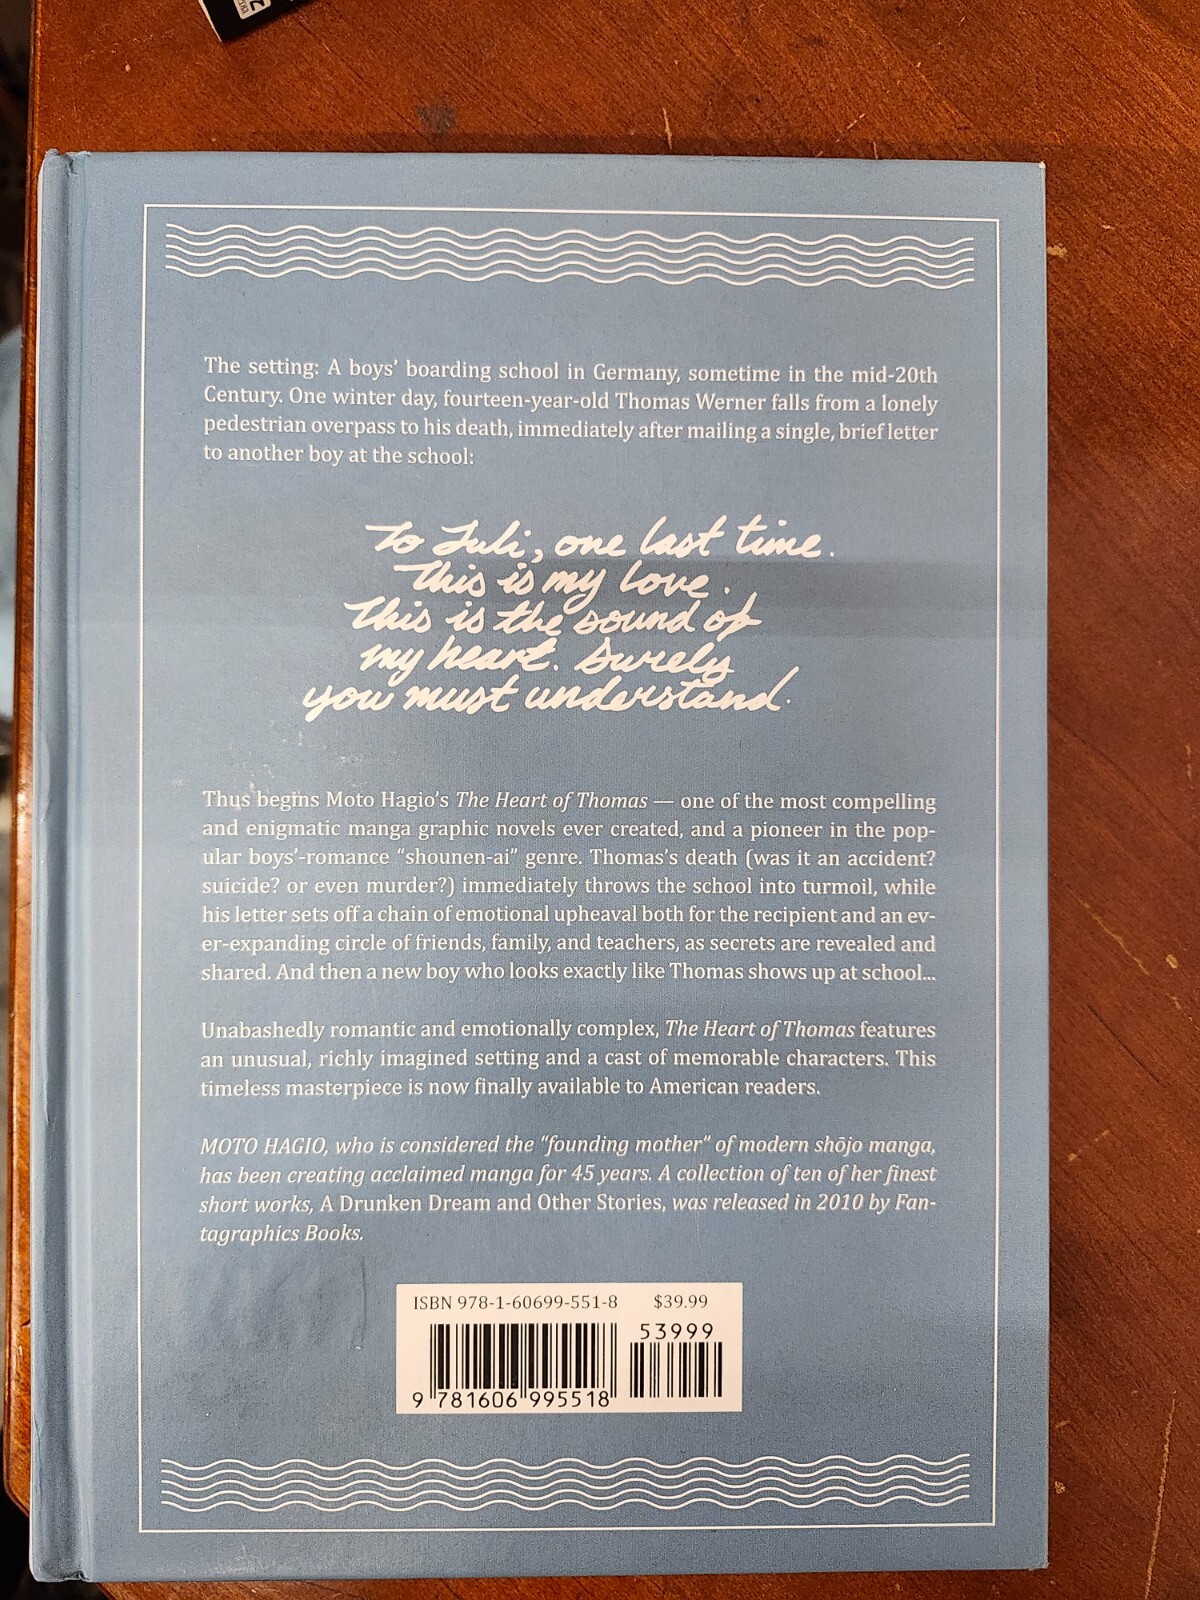 The setting: A boys’ boarding school in Germany, sometime in the mid-20th
Century. One winter day, fourteen-year-old Thomas Werner falls from a lonely
pedestrian overpass to his death, immediately after mailing a single, brief letter
to another boy at the school:
To Juli, one last time.
This is my love.
This is the sound of
my heart. Surely
you must understand.
Thus begins Moto Hagio’s The Heart of Thomas — one of the most compelling
and enigmatic manga graphic novels ever created, and a pioneer in the pop-
ular boys’-romance “shounen-ai” genre. Thomas’s death (was it an accident?
suicide? or even murder?) immediately throws the school into turmoil, while
his letter sets off a chain of emotional upheaval both for the recipient and an ev-
er-expanding circle of friends, family, and teachers, as secrets are revealed and
shared. And then a new boy who looks exactly like Thomas shows up at school...
Unabashedly romantic and emotionally complex, The Heart of Thomas features
an unusual, richly imagined setting and a cast of memorable characters. This
timeless masterpiece is now finally available to American readers.
MOTO HAGIO, who is considered the “founding mother” of modern shōjo manga,
has been creating acclaimed manga for 45 years. A collection of ten of her finest
short works, A Drunken Dream and Other Stories, was released in 2010 by Fan-
tagraphics Books.
ISBN 978-1-60699-551-8 $39.99
53999
9 781606 995518